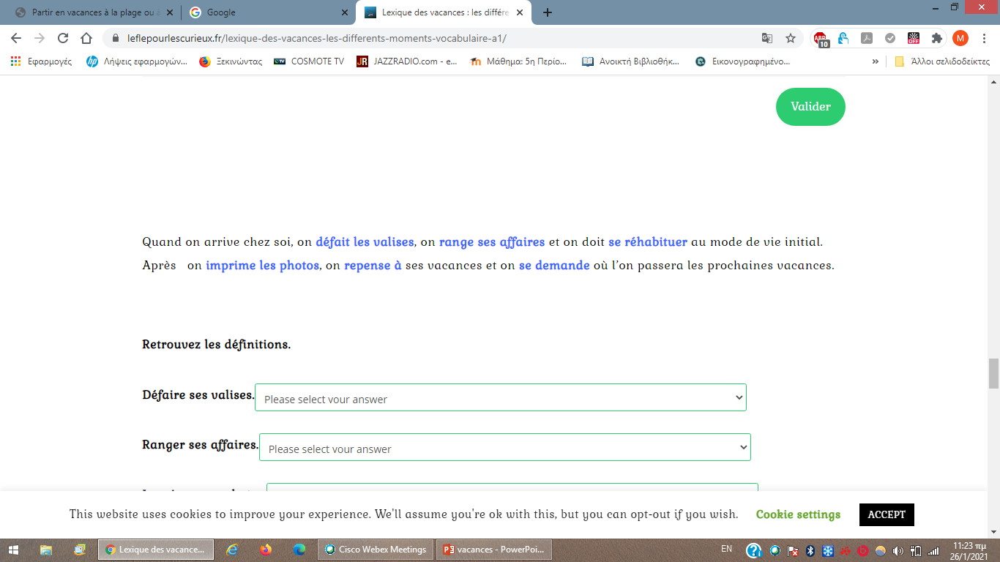 Partir en vacances à la plage ou à
Google
Lexique des vacances : les différe
leflepourlescurieux.fr/lexique-des-vacances-les-differents-moments-vocabulaire-a1/
ABP
10
OFF
M
Εφαρμογές
Λήψεις εφαρμογών...
Ξεκινώντας
COSMOTE TV
JR
JAZZRADIO.com - e...
Μάθημα: 5η Περίο...
Ανοικτή Βιβλιοθήκ...
Εικονογραφημένο...
»
Άλλοι σελιδοδείκτες
Valider
Quand on arrive chez soi, on défait les valises, on range ses affaires et on doit se réhabituer au mode de vie initial.
Après on imprime les photos, on repense à ses vacances et on se demande où l’on passera les prochaines vacances.
Retrouvez les définitions.
Défaire ses valises.
Please select your answer
Ranger ses affaires.
Please select your answer
This website uses cookies to improve your experience. We'll assume you're ok with this, but you can opt-out if you wish.
Cookie settings
ACCEPT
Lexique des vacance...
Cisco Webex Meetings
vacances - PowerPoi...
EN
11:23 πμ
26/1/2021